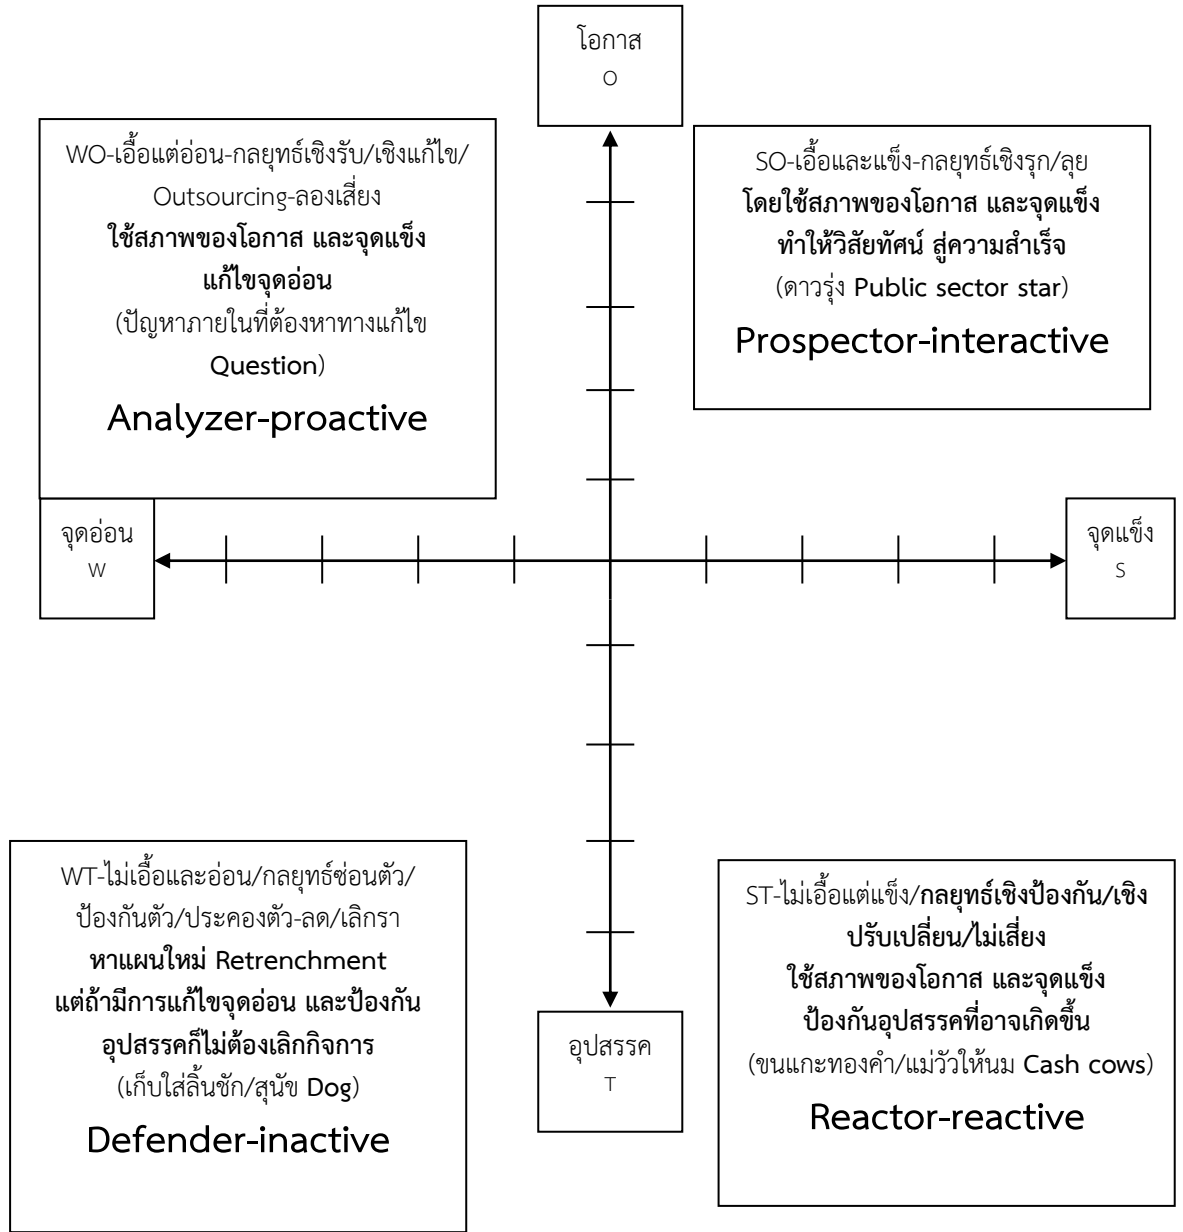 โอกาส
O
WO-เอื้อแต่อ่อน-กลยุทธ์เชิงรับ/เชิงแก้ไข/
Outsourcing-ลองเสี่ยง
ใช้สภาพของโอกาส และจุดแข็ง
แก้ไขจุดอ่อน
(ปัญหาภายในที่ต้องหาทางแก้ไข
Question)
Analyzer-proactive
SO-เอื้อและแข็ง-กลยุทธ์เชิงรุก/ลุย
โดยใช้สภาพของโอกาส และจุดแข็ง
ทำให้วิสัยทัศน์ สู่ความสำเร็จ
(ดาวรุ่ง Public sector star)
Prospector-interactive
จุดอ่อน
W
จุดแข็ง
S
WT-ไม่เอื้อและอ่อน/กลยุทธ์ซ่อนตัว/
ป้องกันตัว/ประคองตัว-ลด/เลิกรา
หาแผนใหม่ Retrenchment
แต่ถ้ามีการแก้ไขจุดอ่อน และป้องกัน
อุปสรรคก็ไม่ต้องเลิกกิจการ
(เก็บใส่ลิ้นชัก/สุนัข Dog)
Defender-inactive
อุปสรรค
T
ST-ไม่เอื้อแต่แข็ง/กลยุทธ์เชิงป้องกัน/เชิง
ปรับเปลี่ยน/ไม่เสี่ยง
ใช้สภาพของโอกาส และจุดแข็ง
ป้องกันอุปสรรคที่อาจเกิดขึ้น
(ขนแกะทองคำ/แม่วัวให้นม Cash cows)
Reactor-reactive